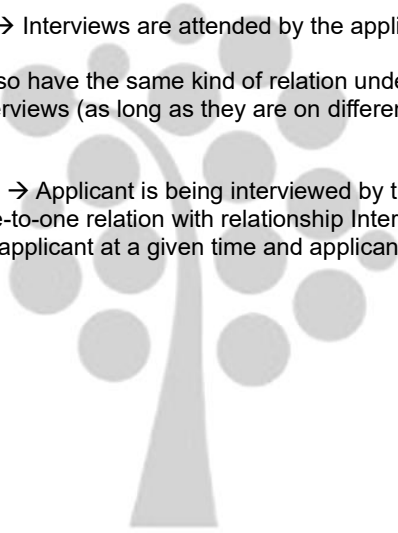 → Interviews are attended by the appli
so have the same kind of relation unde
erviews (as long as they are on differen
→ Applicant is being interviewed by t
e-to-one relation with relationship Inter
applicant at a given time and applican